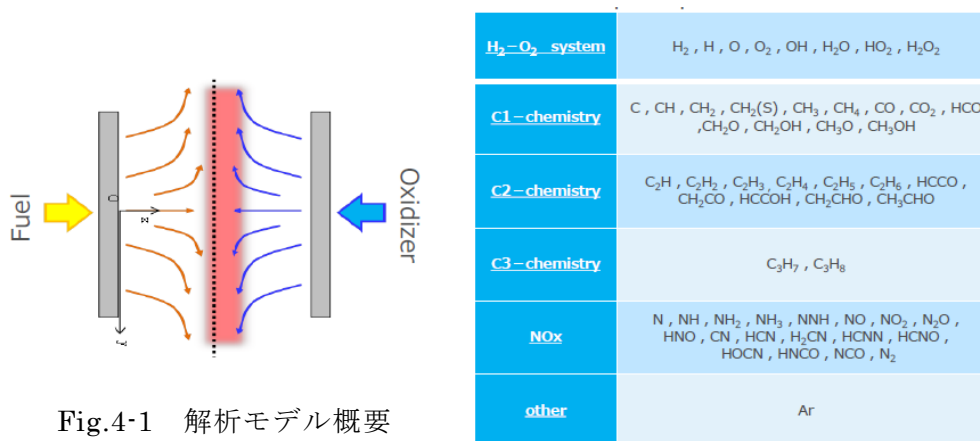 Fuel
O
z
r
Oxidizer
Fig.4-1 解析モデル概要
H₂−O₂ system
H₂ , H , O , O₂ , OH , H₂O , HO₂ , H₂O₂
C1−chemistry
C , CH , CH₂ , CH₂(S) , CH₃ , CH₄ , CO , CO₂ , HCO
,CH₂O , CH₂OH , CH₃O , CH₃OH
C2−chemistry
C₂H , C₂H₂ , C₂H₃ , C₂H₄ , C₂H₅ , C₂H₆ , HCCO ,
CH₂CO , HCCOH , CH₂CHO , CH₃CHO
C3−chemistry
C₃H₇ , C₃H₈
NOx
N , NH , NH₂ , NH₃ , NNH , NO , NO₂ , N₂O ,
HNO , CN , HCN , H₂CN , HCNN , HCNO ,
HOCN , HNCO , NCO , N₂
other
Ar